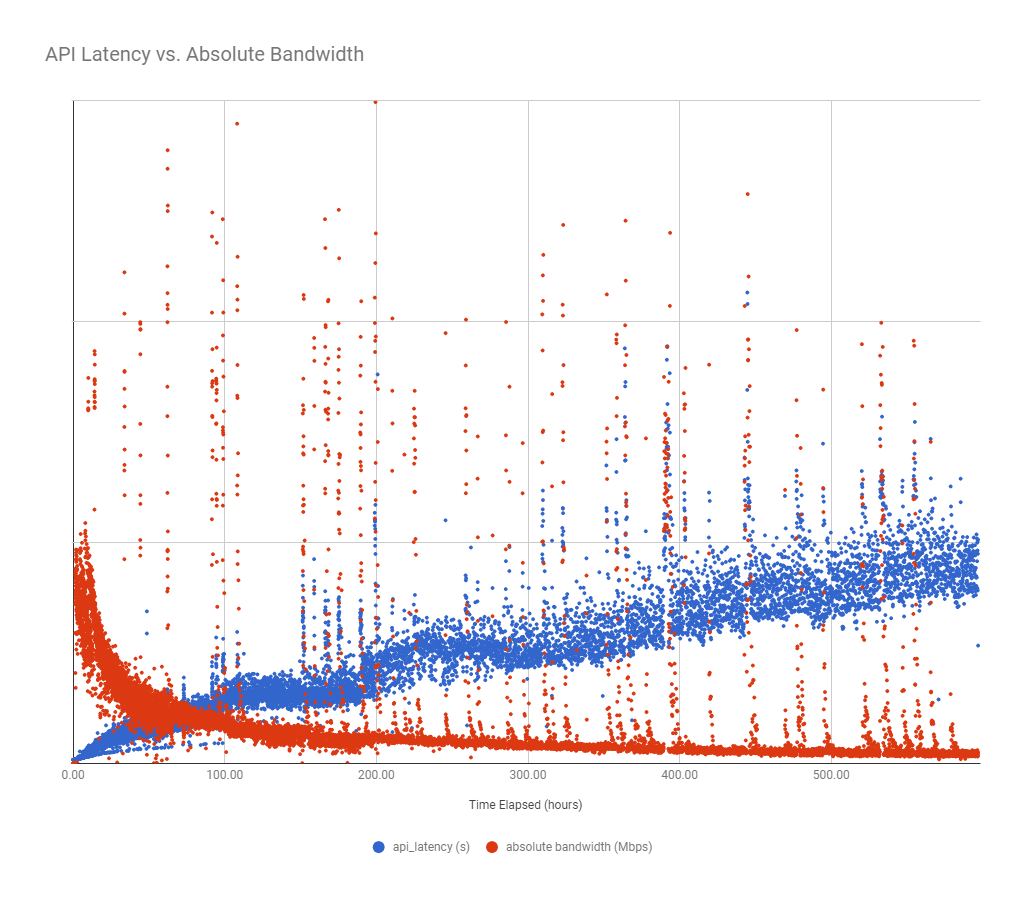 API Latency vs. Absolute Bandwidth
0.00 100.00 200.00 300.00 400.00 500.00
Time Elapsed (hours)
api_latency (s) absolute bandwidth (Mbps)